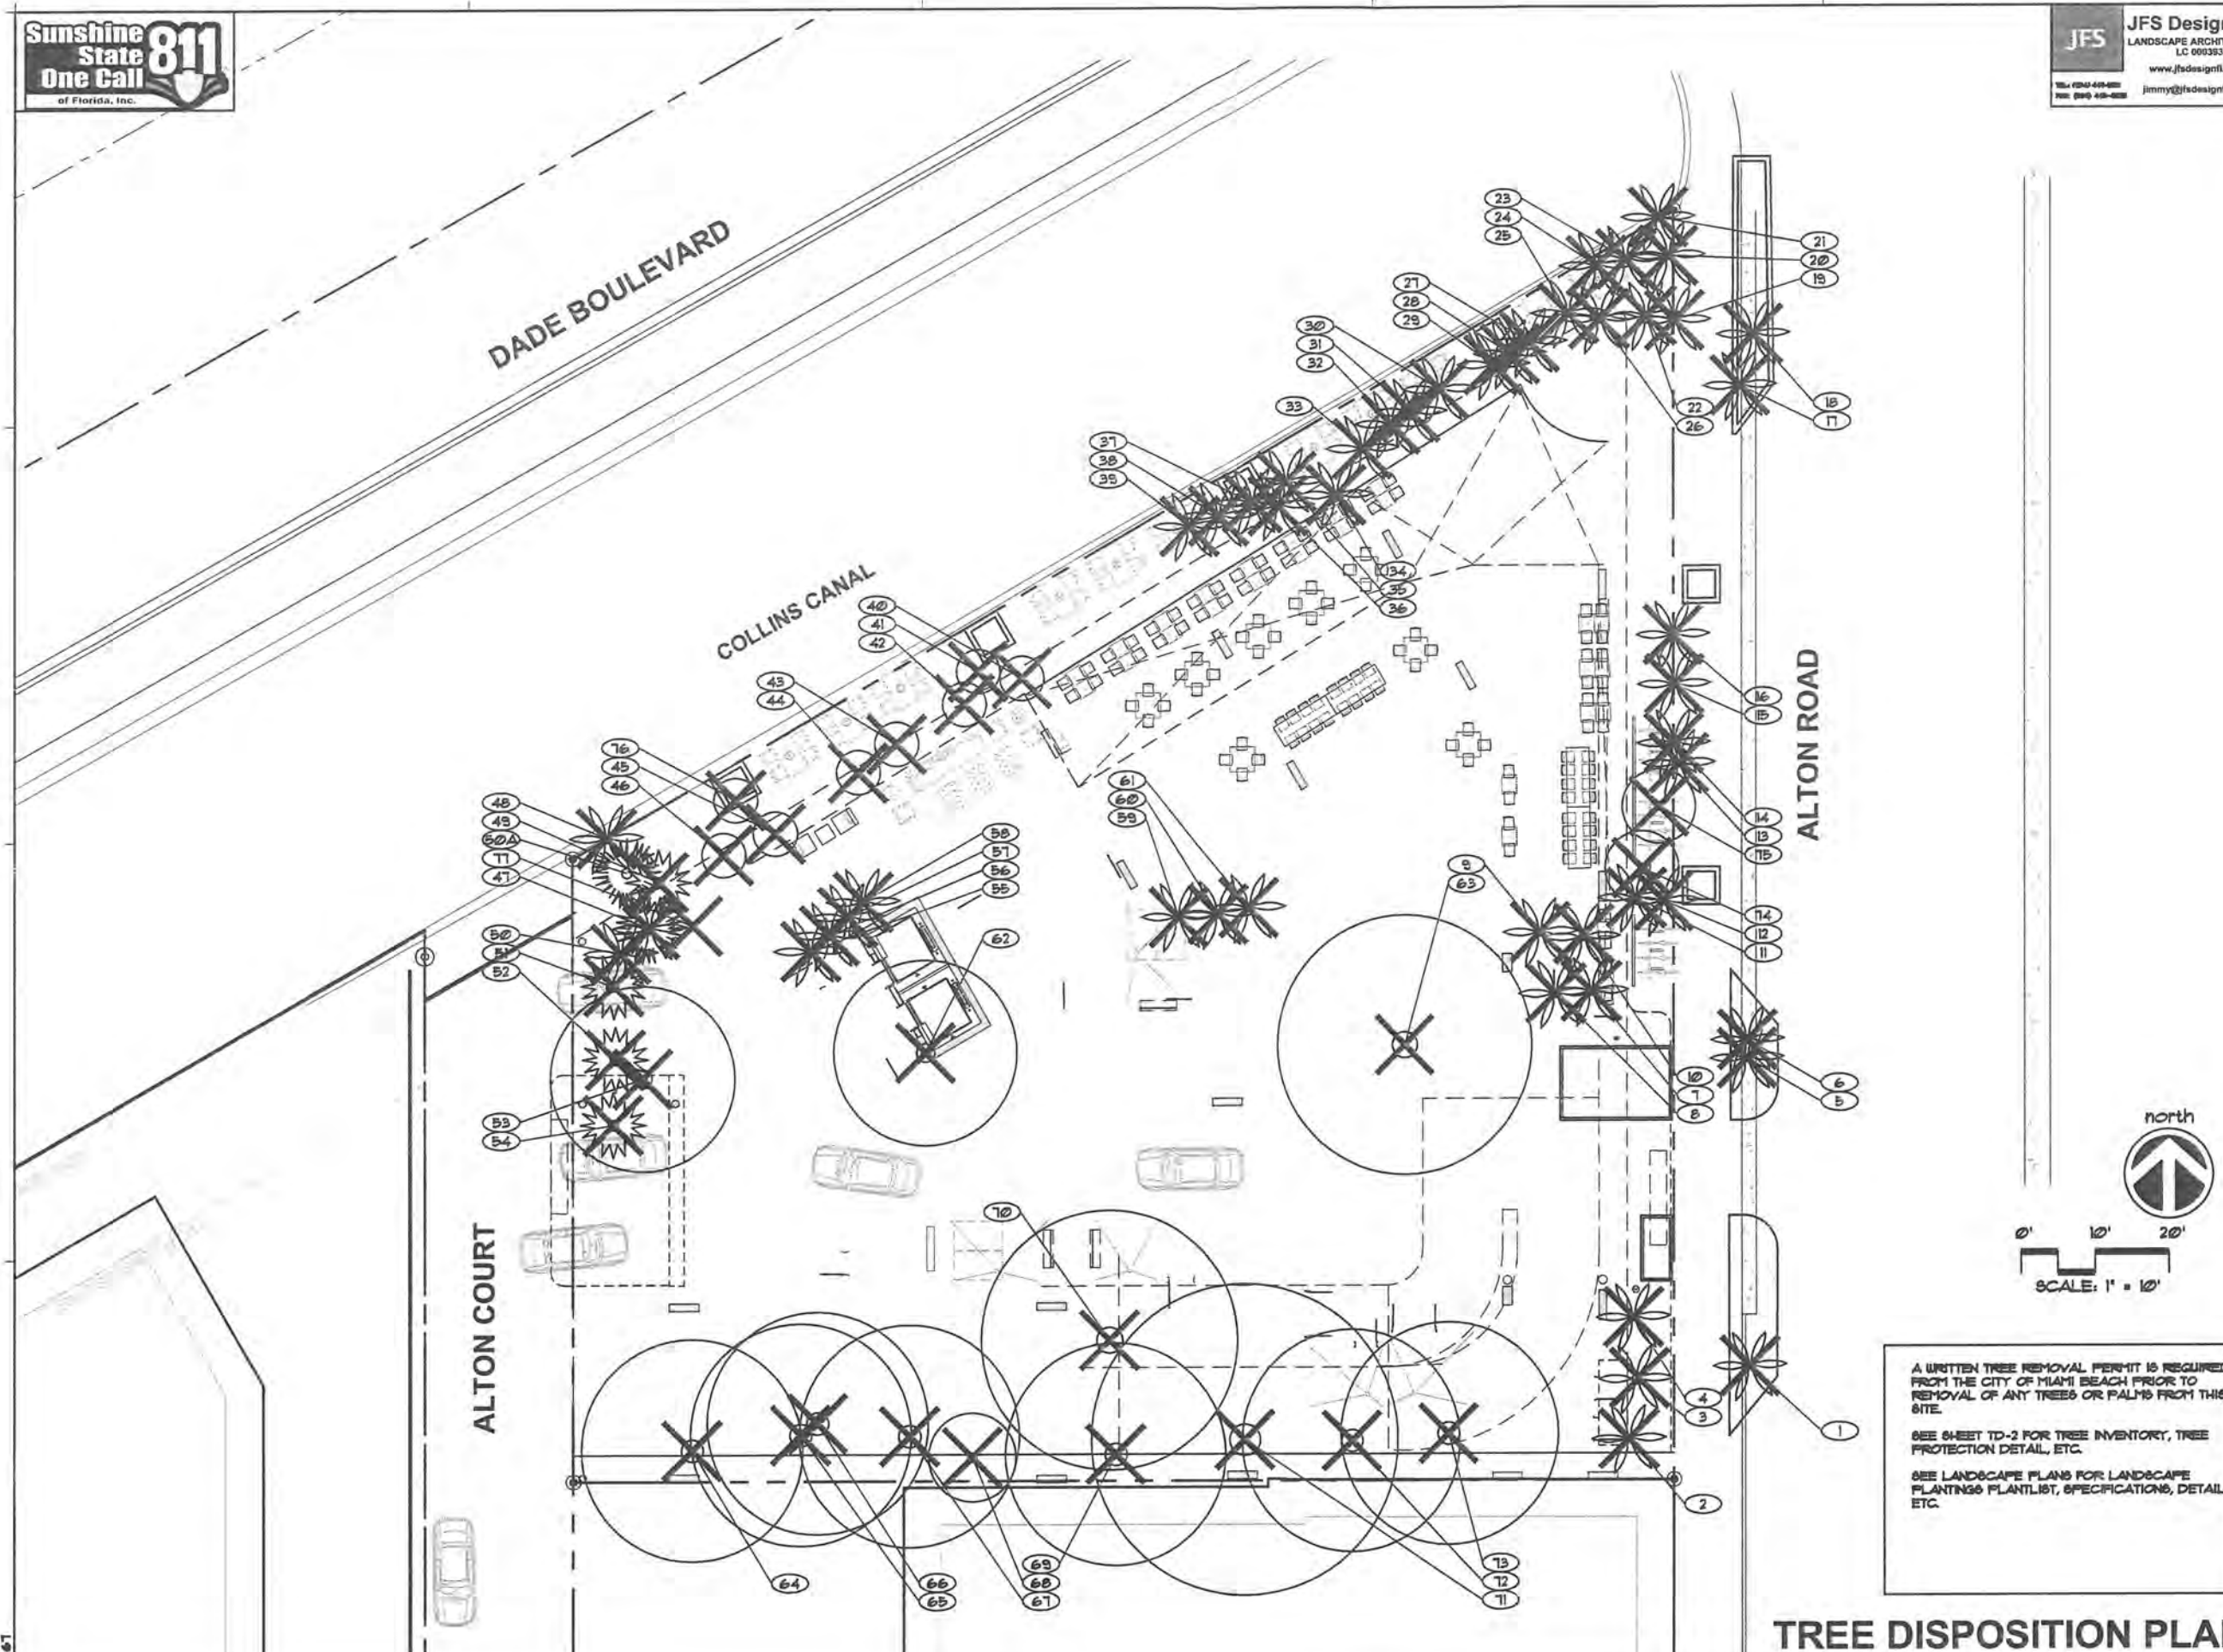 Sunshine
State
One Call
811
of Florida, Inc.
JFS
JFS Design
LANDSCAPE ARCHI
LC 000393
www.jfsdesignfl
jimmy@jfsdesign
DADE BOULEVARD
COLLINS CANAL
ALTON ROAD
ALTON COURT
23
24
25
21
20
19
27
28
29
30
31
32
33
18
17
22
26
37
38
39
34
35
36
40
41
42
43
44
16
15
76
45
46
14
13
75
48
49
50A
77
47
61
60
59
58
57
56
55
9
63
74
12
11
50
51
52
62
10
7
8
6
5
53
54
70
4
3
1
2
64
66
65
69
68
67
73
72
71
north
0' 10' 20'
SCALE: 1" = 10'
A WRITTEN TREE REMOVAL PERMIT IS REQUIRED
FROM THE CITY OF MIAMI BEACH PRIOR TO
REMOVAL OF ANY TREES OR PALMS FROM THIS
SITE.
SEE SHEET TD-2 FOR TREE INVENTORY, TREE
PROTECTION DETAIL, ETC.
SEE LANDSCAPE PLANS FOR LANDSCAPE
PLANTINGS PLANTLIST, SPECIFICATIONS, DETAIL
ETC.
TREE DISPOSITION PLA